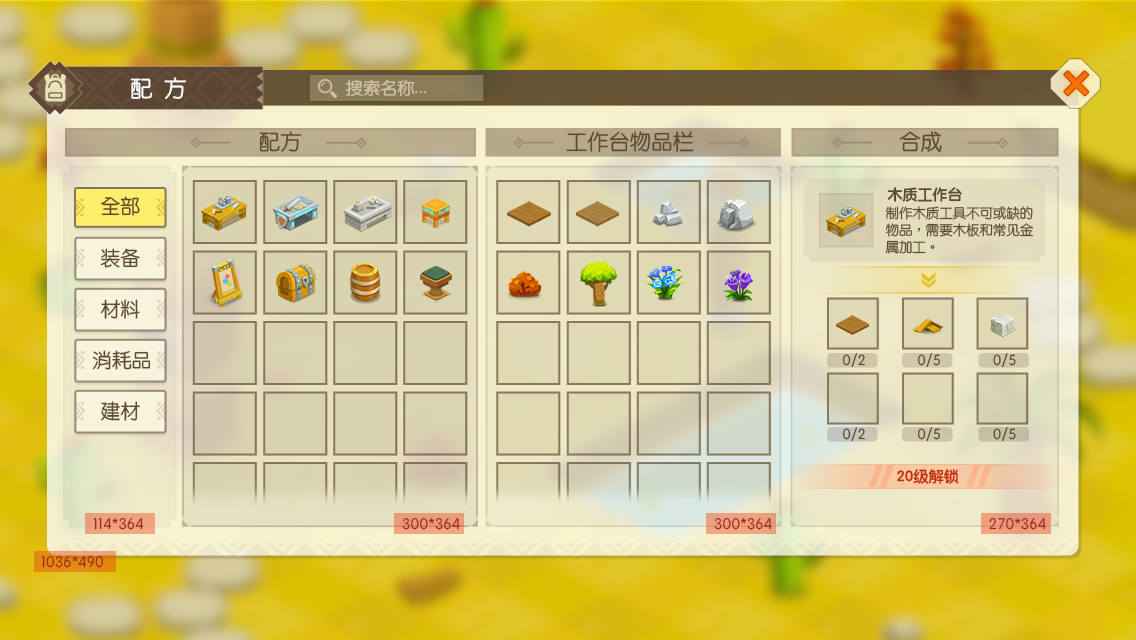 配方
搜索名称...
配方
工作台物品栏
合成
全部
装备
材料
消耗品
建材
木质工作台
制作木质工具不可或缺的
物品，需要木板和常见金
属加工。
0/2
0/5
0/5
0/2
0/5
0/5
20级解锁
114*364
300*364
300*364
270*364
1036*490